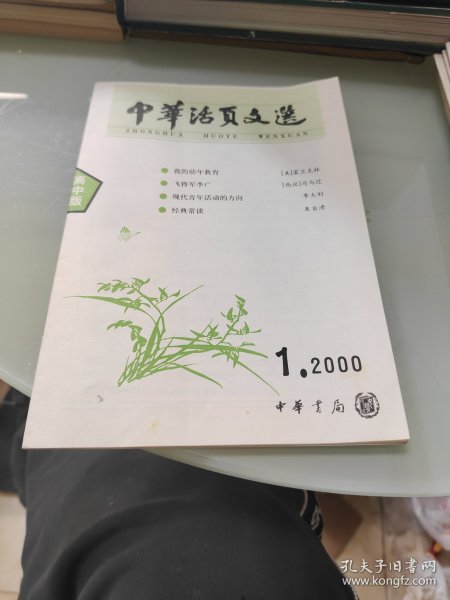 中華活頁文選
ZHONGHUA HUOYE WENXUAN
高中版
我的幼年教育 [美]富兰克林
飞将军李广 [西汉]司马迁
现代青年活动的方向 李大钊
经典常谈 朱自清
1.2000
中華書局
孔夫子旧书网
www.kongfz.com